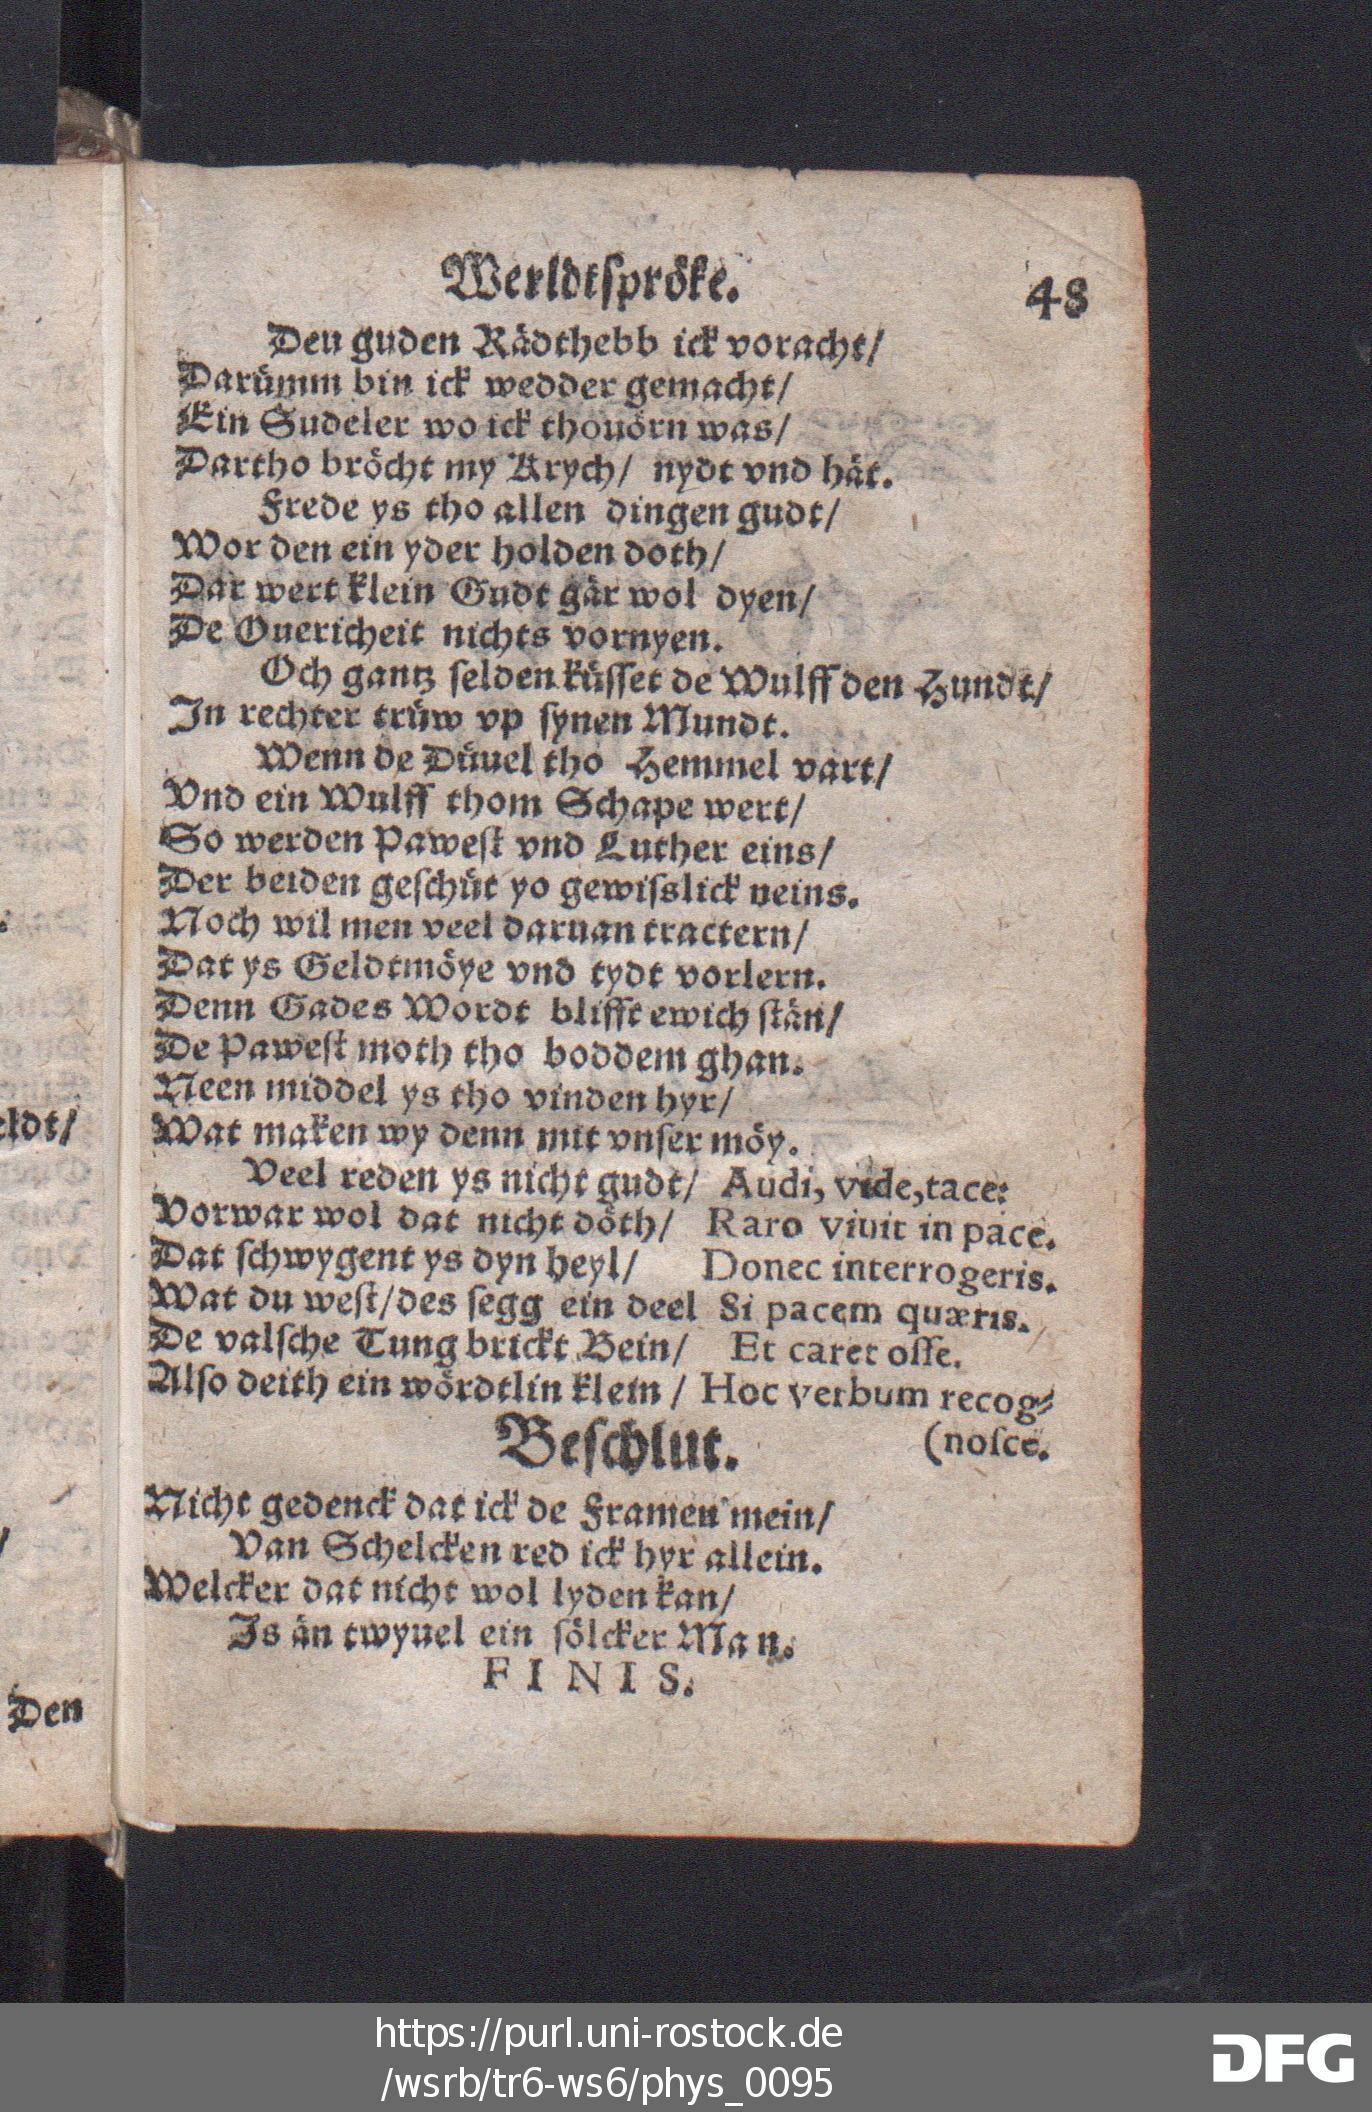 Werldtspröke.
48
Den guden Rädthebb ick voracht/
Darümm bin ick wedder gemacht/
Ein Sudeler wo ick thouörn was/
Dartho bröcht my Krych/ nydt vnd hät.
Frede ys tho allen dingen gudt/
Wor den ein yder holden doth/
Dar wert klein Gudt gär wol dyen/
De Ouericheit nichts vornyen.
Och gantz selden küsset de Wulff den Hundt/
In rechter trüw vp synen Mundt.
Wenn de Düuel tho Hemmel vart/
Vnd ein Wulff thom Schape wert/
So werden Pawest vnd Luther eins/
Der beiden geschüt yo gewisslick neins.
Noch wil men veel daruan tractern/
Dat ys Geldtmöye vnd tydt vorlern.
Denn Gades Wordt blifft ewich stän/
De Pawest moth tho boddem ghan.
Neen middel ys tho vinden hyr/
Wat maken wy denn mit vnser möy.
Veel reden ys nicht gudt/ Audi, vide,tace:
Vorwar wol dat nicht döth/ Raro viuit in pace.
Dat schwygent ys dyn heyl/ Donec interrogeris.
Wat du west/des segg ein deel Si pacem quæris.
De valsche Tung brickt Bein/ Et caret osse.
Also deith ein wördtlin klein / Hoc verbum recog⸗
(nosce.
Beschlut.
Nicht gedenck dat ick de Framen mein/
Van Schelcken red ick hyr allein.
Welcker dat nicht wol lyden kan/
Is än twyuel ein sölcker Man.
FINIS.
eldt/
Den
https://purl.uni-rostock.de
/wsrb/tr6-ws6/phys_0095
DFG